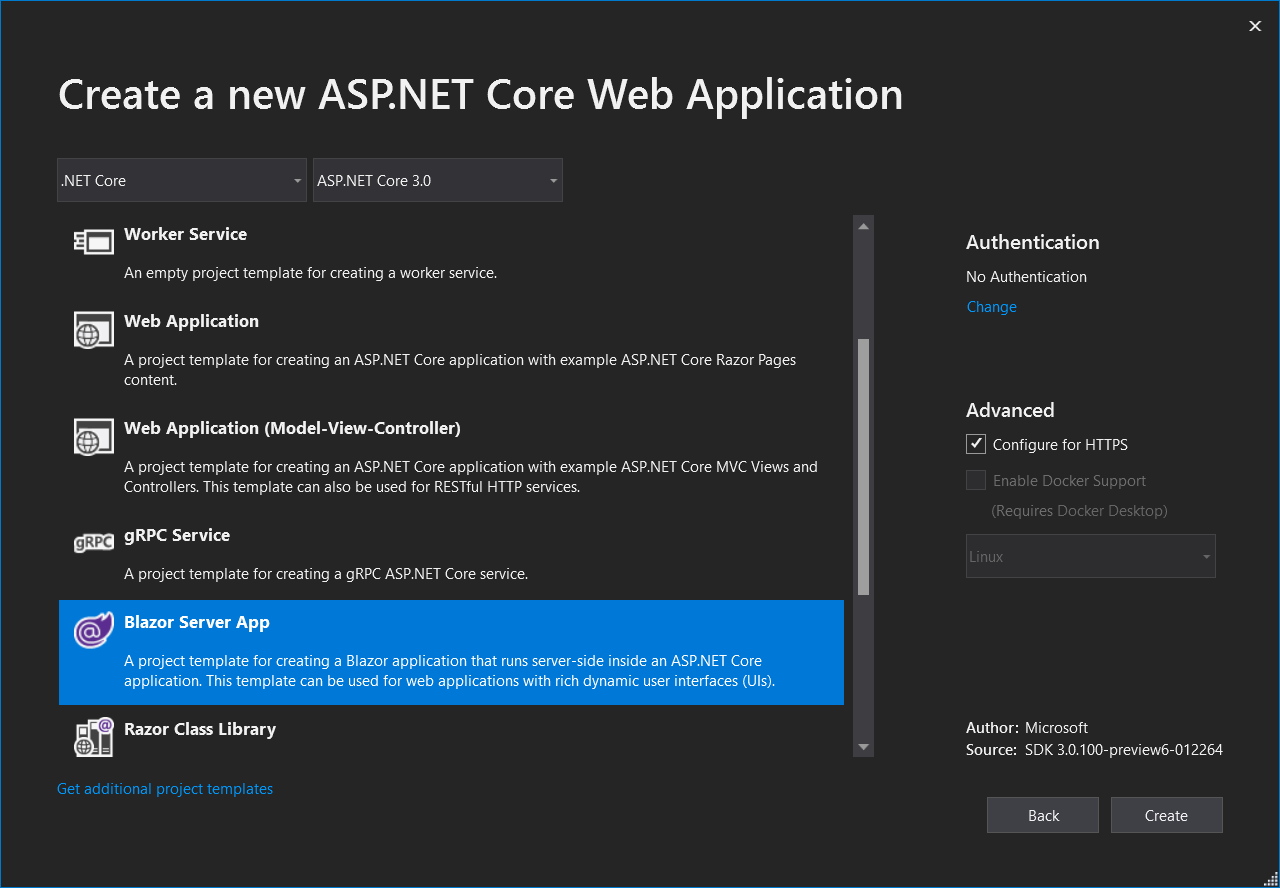 Create a new ASP.NET Core Web Application
.NET Core
ASP.NET Core 3.0
Worker Service
An empty project template for creating a worker service.
Web Application
A project template for creating an ASP.NET Core application with example ASP.NET Core Razor Pages
content.
Web Application (Model-View-Controller)
A project template for creating an ASP.NET Core application with example ASP.NET Core MVC Views and
Controllers. This template can also be used for RESTful HTTP services.
gRPC
gRPC Service
A project template for creating a gRPC ASP.NET Core service.
@
Blazor Server App
A project template for creating a Blazor application that runs server-side inside an ASP.NET Core
application. This template can be used for web applications with rich dynamic user interfaces (UIs).
@
Razor Class Library
Get additional project templates
Authentication
No Authentication
Change
Advanced
Configure for HTTPS
Enable Docker Support
(Requires Docker Desktop)
Linux
Author: Microsoft
Source: SDK 3.0.100-preview6-012264
Back
Create